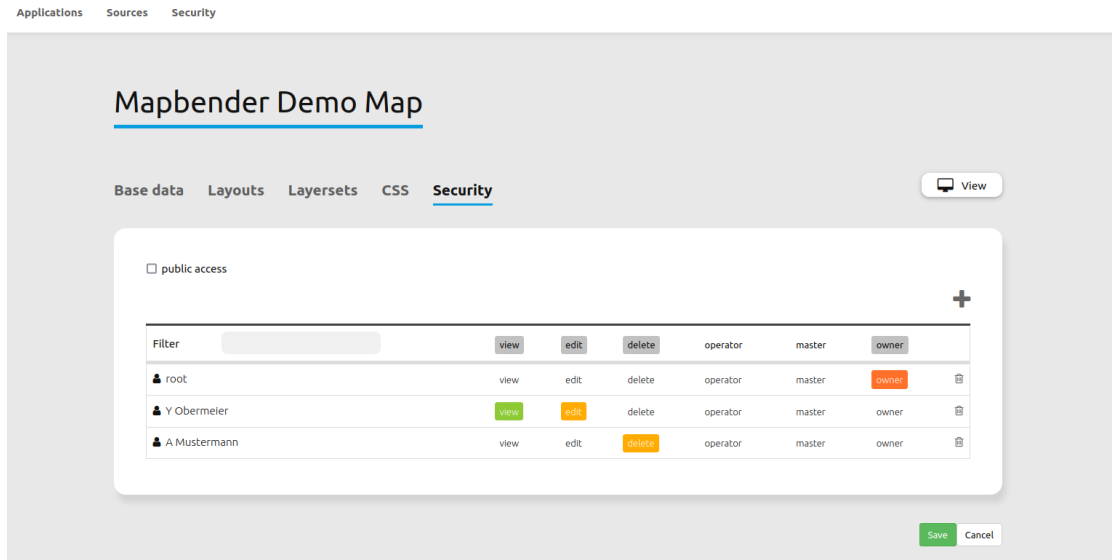 Applications Sources Security
Mapbender Demo Map
Base data Layouts Layersets CSS Security
View
public access
Filter view edit delete operator master owner
root view edit delete operator master owner
Y Obermeier view edit delete operator master owner
A Mustermann view edit delete operator master owner
Save Cancel